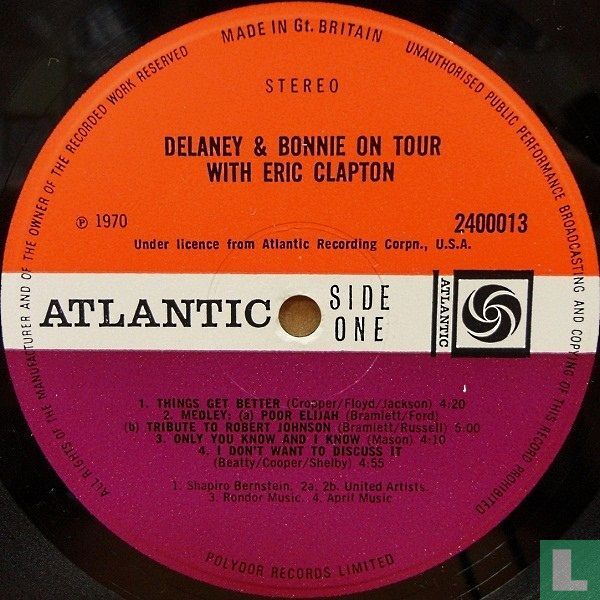 MADE IN Gt. BRITAIN
UNAUTHORISED PUBLIC PERFORMANCE BROADCASTING AND COPYING OF THIS RECORD PROHIBITED
ALL RIGHTS OF THE MANUFACTURER AND OF THE OWNER OF THE RECORDED WORK RESERVED
STEREO
DELANEY & BONNIE ON TOUR
WITH ERIC CLAPTON
℗ 1970
2400013
Under licence from Atlantic Recording Corpn., U.S.A.
ATLANTIC
SIDE
ONE
ATLANTIC
1. THINGS GET BETTER (Cropper/Floyd/Jackson) 4:20
2. MEDLEY: (a) POOR ELIJAH (Bramlett/Ford)
(b) TRIBUTE TO ROBERT JOHNSON (Bramlett/Russell) 5:00
3. ONLY YOU KNOW AND I KNOW (Mason) 4:10
4. I DON'T WANT TO DISCUSS IT
(Beatty/Cooper/Shelby) 4:55
1. Shapiro Bernstein. 2a. 2b. United Artists.
3. Rondor Music. 4. April Music
POLYDOR RECORDS LIMITED
L